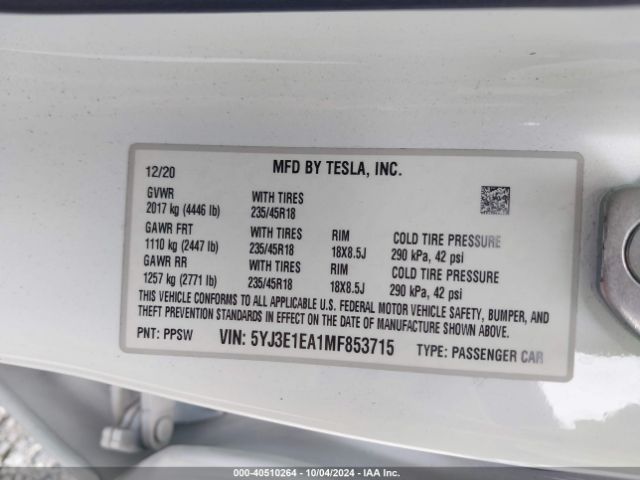 12/20 MFD BY TESLA, INC.
GVWR WITH TIRES
2017 kg (4446 lb) 235/45R18
GAWR FRT WITH TIRES RIM COLD TIRE PRESSURE
1110 kg (2447 lb) 235/45R18 18X8.5J 290 kPa, 42 psi
GAWR RR WITH TIRES RIM COLD TIRE PRESSURE
1257 kg (2771 lb) 235/45R18 18X8.5J 290 kPa, 42 psi
THIS VEHICLE CONFORMS TO ALL APPLICABLE U.S. FEDERAL MOTOR VEHICLE SAFETY, BUMPER, AND
THEFT PREVENTION STANDARDS IN EFFECT ON THE DATE OF MANUFACTURE SHOWN ABOVE.
PNT: PPSW VIN: 5YJ3E1EA1MF853715 TYPE: PASSENGER CAR
000-40510264 - 10/04/2024 - IAA Inc.